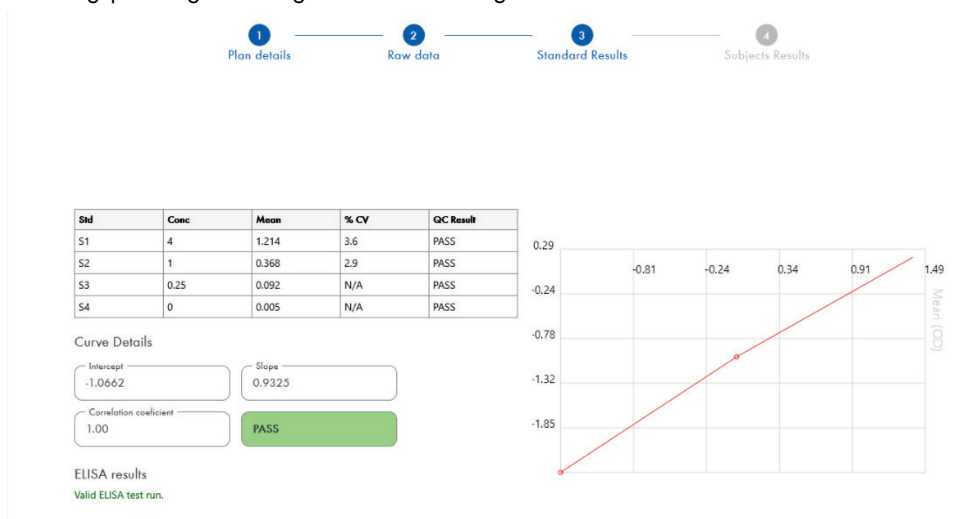 1 2 3 4
Plan details Raw data Standard Results Subjects Results
Std Conc Mean % CV QC Result
S1 4 1.214 3.6 PASS
S2 1 0.368 2.9 PASS
S3 0.25 0.092 N/A PASS
S4 0 0.005 N/A PASS
Curve Details
Intercept Slope
-1.0662 0.9325
Correlation coeficient
1.00 PASS
ELISA results
Valid ELISA test run.
0.29
-0.81 -0.24 0.34 0.91 1.49
-0.24
-0.78
-1.32
-1.85
Mean (OD)